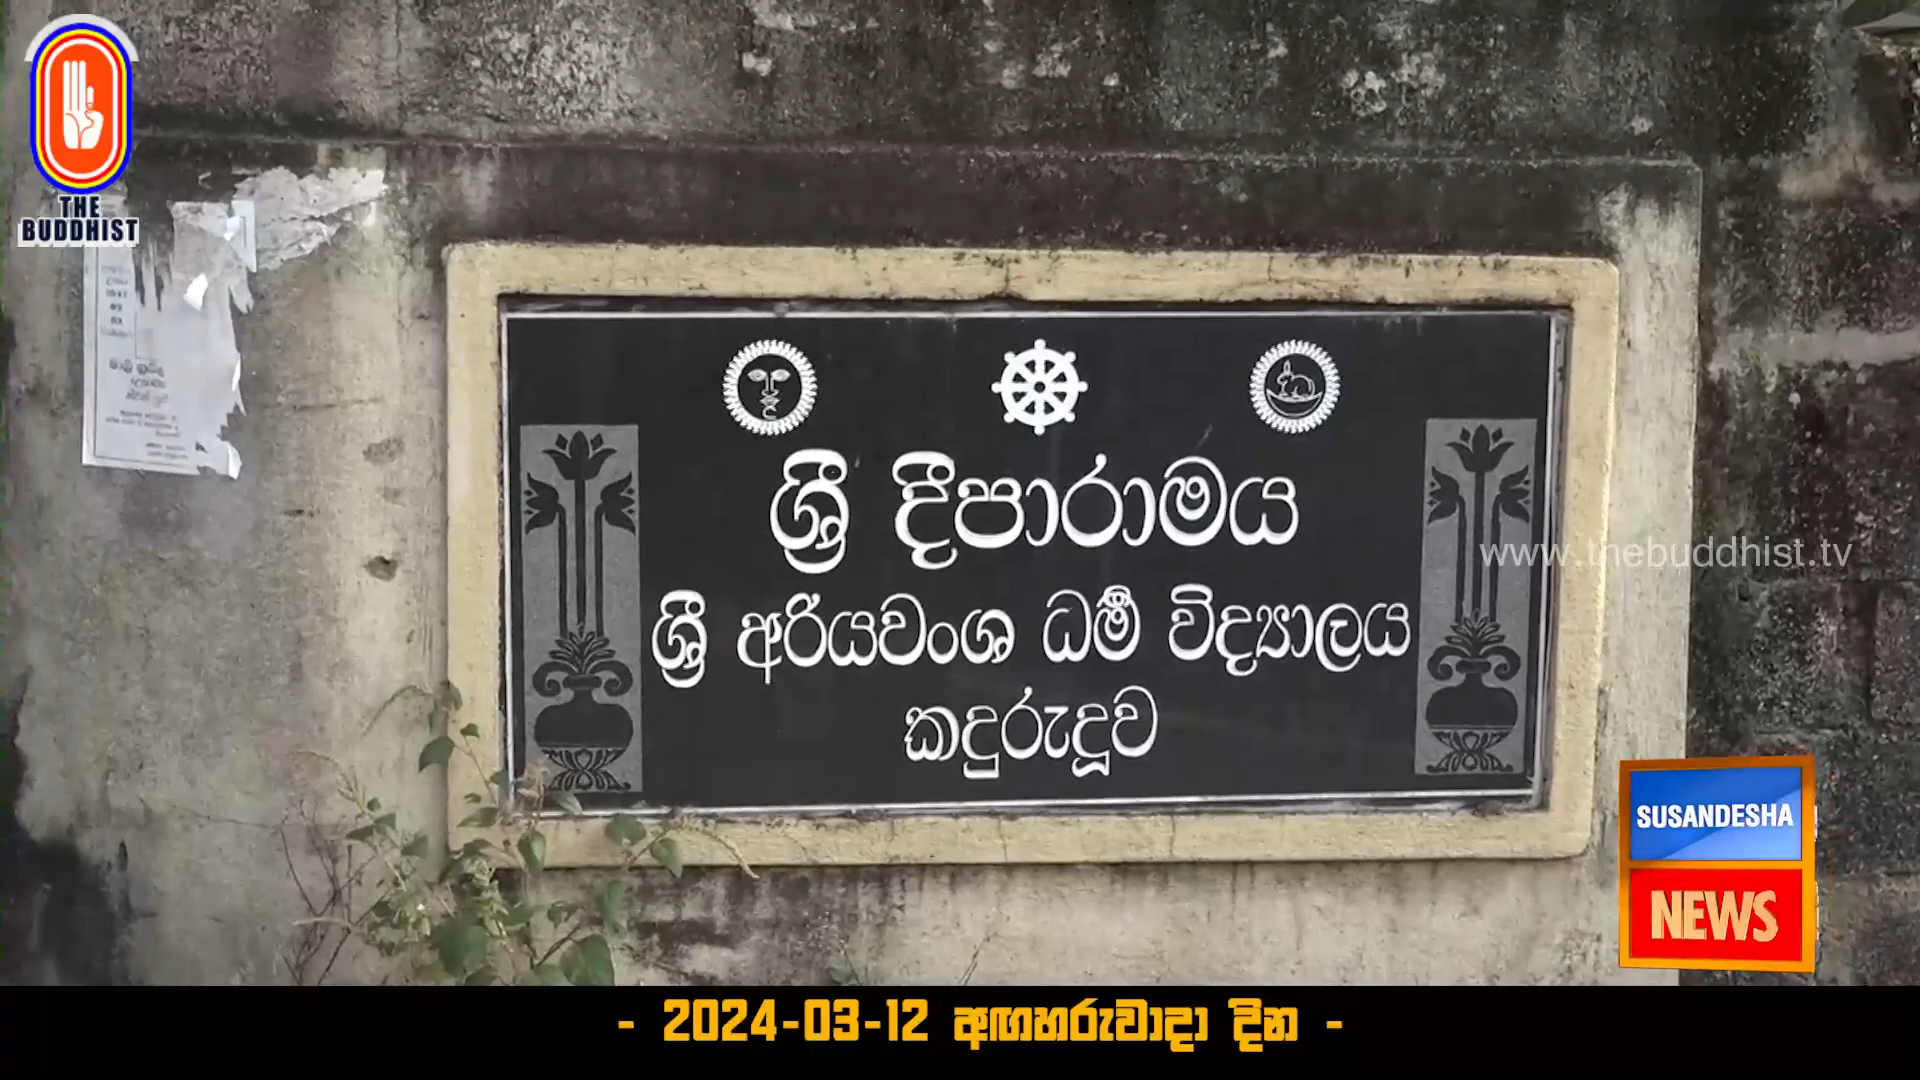 THE
BUDDHIST
ශ්‍රී දීපාරාමය
ශ්‍රී අරියවංශ ධර්ම විද්‍යාලය
කදුරුදූව
www.thebuddhist.tv
SUSANDESHA
NEWS
- 2024-03-12 අඟහරුවාදා දින -